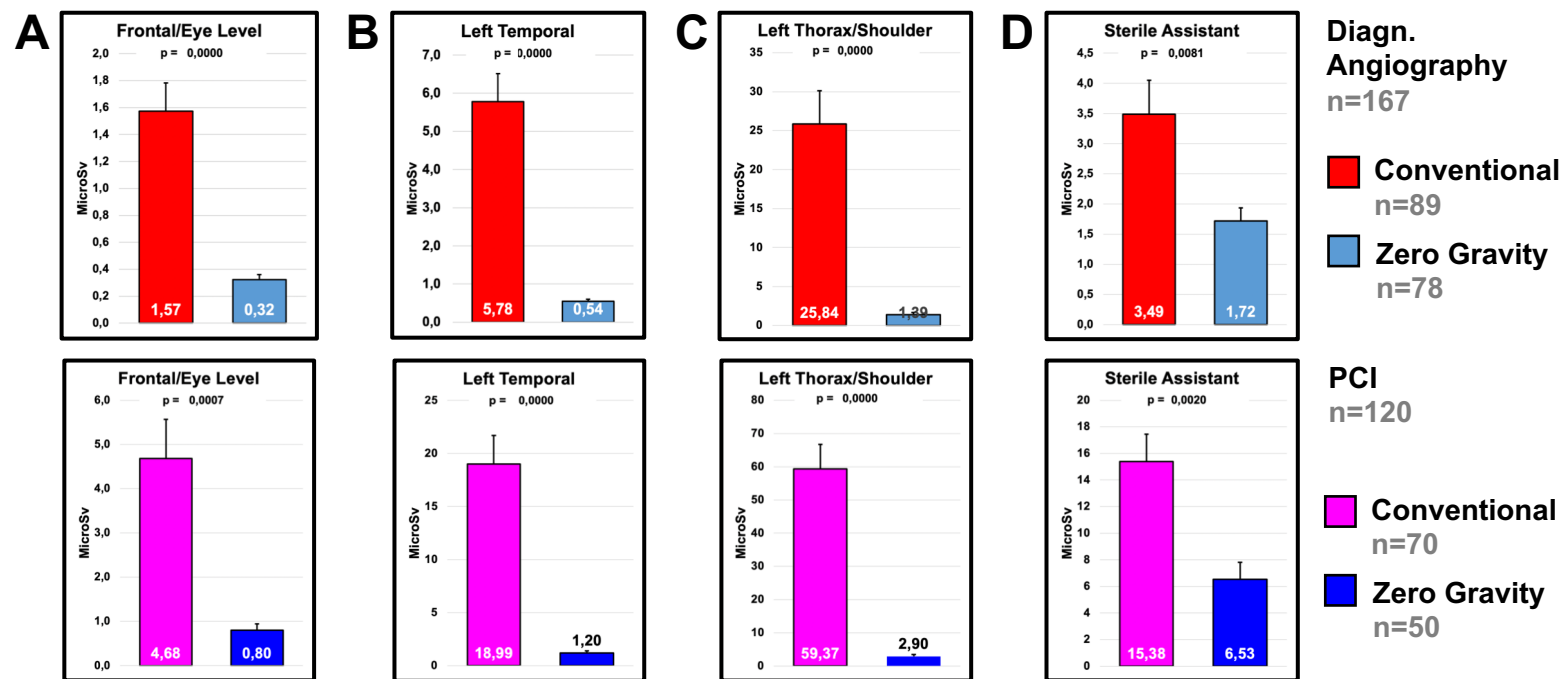 A
Frontal/Eye Level
p = 0,0000
MicroSv
2,0
1,8
1,6
1,4
1,2
1,0
0,8
0,6
0,4
0,2
0,0
1,57
0,32
B
Left Temporal
p = 0,0000
MicroSv
7,0
6,0
5,0
4,0
3,0
2,0
1,0
0,0
5,78
0,54
C
Left Thorax/Shoulder
p = 0,0000
MicroSv
35
30
25
20
15
10
5
0
25,84
1,39
D
Sterile Assistant
p = 0,0081
MicroSv
4,5
4,0
3,5
3,0
2,5
2,0
1,5
1,0
0,5
0,0
3,49
1,72
Diagn.
Angiography
n=167
Conventional
n=89
Zero Gravity
n=78
Frontal/Eye Level
p = 0,0007
MicroSv
6,0
5,0
4,0
3,0
2,0
1,0
0,0
4,68
0,80
Left Temporal
p = 0,0000
MicroSv
25
20
15
10
5
0
18,99
1,20
Left Thorax/Shoulder
p = 0,0000
MicroSv
80
70
60
50
40
30
20
10
0
59,37
2,90
Sterile Assistant
p = 0,0020
MicroSv
20
18
16
14
12
10
8
6
4
2
0
15,38
6,53
PCI
n=120
Conventional
n=70
Zero Gravity
n=50